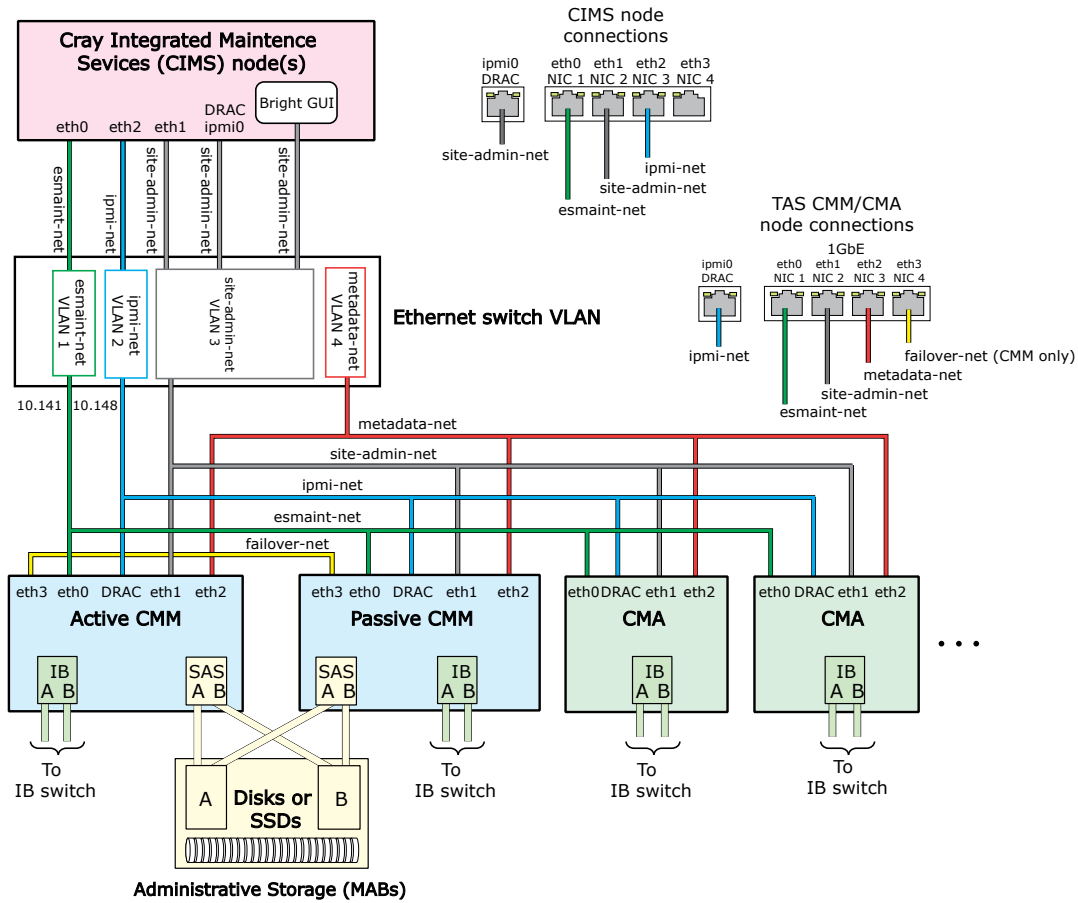 Cray Integrated Maintence
Sevices (CIMS) node(s)
Bright GUI
DRAC
eth0 eth2 eth1 ipmi0
esmaint-net
ipmi-net
site-admin-net
site-admin-net
site-admin-net
CIMS node
connections
ipmi0
DRAC
eth0 eth1 eth2 eth3
NIC 1 NIC 2 NIC 3 NIC 4
site-admin-net
ipmi-net
site-admin-net
esmaint-net
TAS CMM/CMA
node connections
1GbE
ipmi0
DRAC
eth0 eth1 eth2 eth3
NIC 1 NIC 2 NIC 3 NIC 4
ipmi-net
failover-net (CMM only)
metadata-net
site-admin-net
esmaint-net
esmaint-net
VLAN 1
ipmi-net
VLAN 2
site-admin-net
VLAN 3
metadata-net
VLAN 4
Ethernet switch VLAN
10.141 10.148
metadata-net
site-admin-net
ipmi-net
esmaint-net
failover-net
eth3 eth0 DRAC eth1 eth2
Active CMM
IB
A B
SAS
A B
To
IB switch
eth3 eth0 DRAC eth1 eth2
Passive CMM
SAS
A B
IB
A B
To
IB switch
eth0 DRAC eth1 eth2
CMA
IB
A B
To
IB switch
eth0 DRAC eth1 eth2
CMA
IB
A B
To
IB switch
. . .
A
Disks or
SSDs
B
Administrative Storage (MABs)